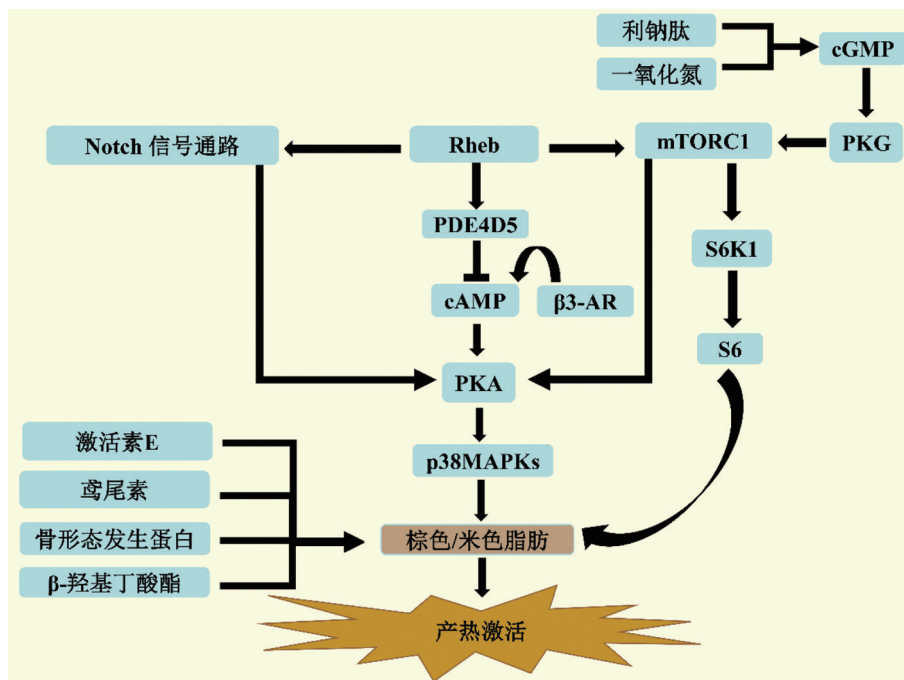 利钠肽
cGMP
一氧化氮
Notch 信号通路
Rheb
mTORC1
PKG
PDE4D5
S6K1
cAMP
β3-AR
S6
PKA
激活素E
p38MAPKs
鸢尾素
骨形态发生蛋白
棕色/米色脂肪
β-羟基丁酸酯
产热激活